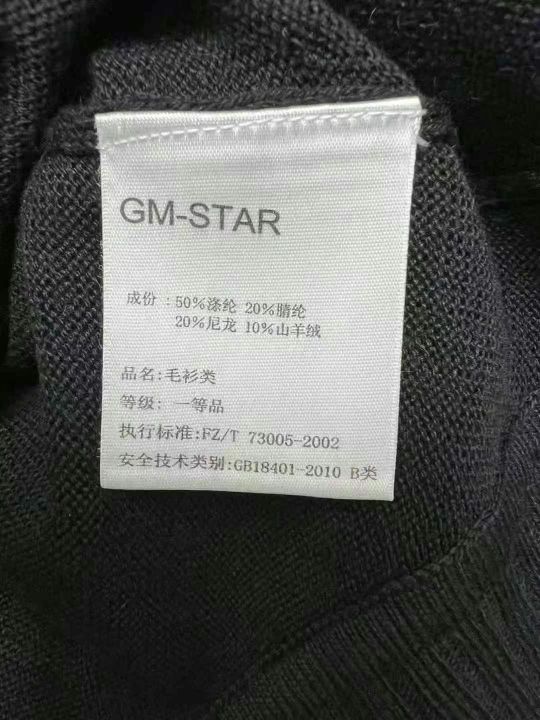 GM-STAR
成份 :50%涤纶 20%腈纶
20%尼龙 10%山羊绒
品名:毛衫类
等级: 一等品
执行标准:FZ/T 73005-2002
安全技术类别:GB18401-2010 B类